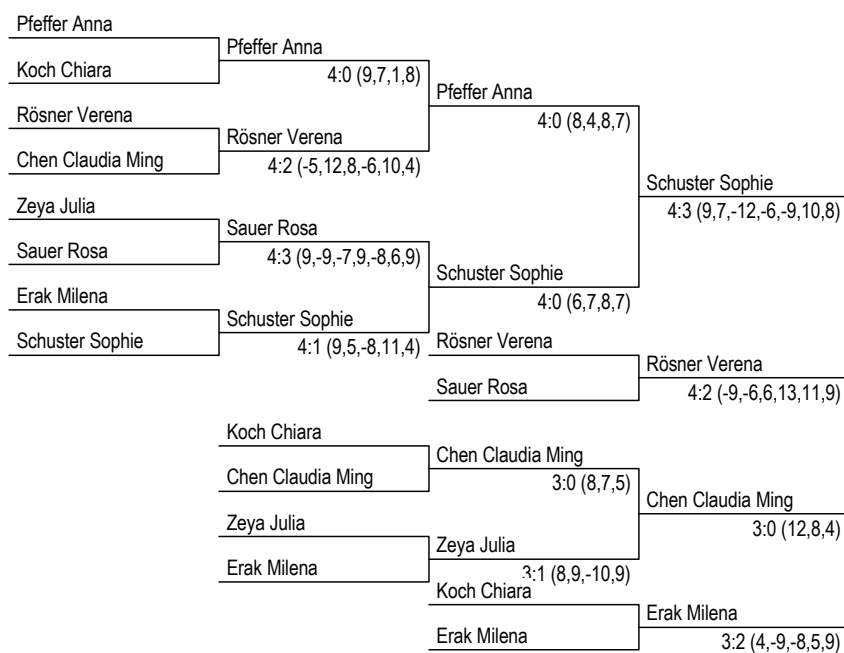 Pfeffer Anna
Pfeffer Anna
Koch Chiara
4:0 (9,7,1,8)
Pfeffer Anna
Rösner Verena
4:0 (8,4,8,7)
Rösner Verena
Chen Claudia Ming
4:2 (-5,12,8,-6,10,4)
Schuster Sophie
Zeya Julia
4:3 (9,7,-12,-6,-9,10,8)
Sauer Rosa
Sauer Rosa
4:3 (9,-9,-7,9,-8,6,9)
Schuster Sophie
Erak Milena
4:0 (6,7,8,7)
Schuster Sophie
Schuster Sophie
4:1 (9,5,-8,11,4)
Rösner Verena
Rösner Verena
Sauer Rosa
4:2 (-9,-6,6,13,11,9)
Koch Chiara
Chen Claudia Ming
Chen Claudia Ming
3:0 (8,7,5)
Chen Claudia Ming
Zeya Julia
3:0 (12,8,4)
Zeya Julia
Erak Milena
3:1 (8,9,-10,9)
Koch Chiara
Erak Milena
Erak Milena
3:2 (4,-9,-8,5,9)